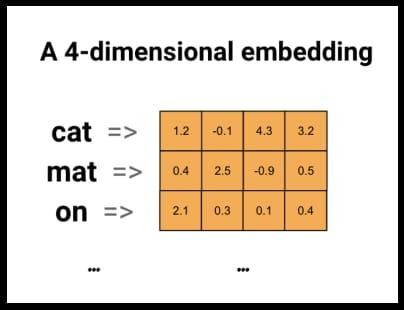 A 4-dimensional embedding
cat => 1.2 -0.1 4.3 3.2
mat => 0.4 2.5 -0.9 0.5
on => 2.1 0.3 0.1 0.4
... ...